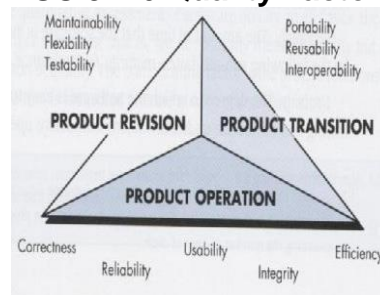 Maintainability
Flexibility
Testability
Portability
Reusability
Interoperability
PRODUCT REVISION
PRODUCT TRANSITION
PRODUCT OPERATION
Correctness
Reliability
Usability
Integrity
Efficiency